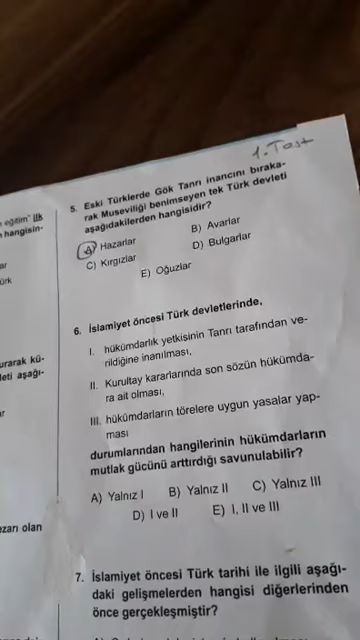 1. Test
eğitim" ilk
hangisin-
ar
ürk
urarak kü-
leti aşağı-
ar
ezarı olan
5. Eski Türklerde Gök Tanrı inancını bıraka-
rak Museviliği benimseyen tek Türk devleti
aşağıdakilerden hangisidir?
A) Hazarlar
B) Avarlar
C) Kırgızlar
D) Bulgarlar
E) Oğuzlar
6. İslamiyet öncesi Türk devletlerinde,
I. hükümdarlık yetkisinin Tanrı tarafından ve-
rildiğine inanılması,
II. Kurultay kararlarında son sözün hükümda-
ra ait olması,
III. hükümdarların törelere uygun yasalar yap-
ması
durumlarından hangilerinin hükümdarların
mutlak gücünü arttırdığı savunulabilir?
A) Yalnız I B) Yalnız II C) Yalnız III
D) I ve II E) I, II ve III
7. İslamiyet öncesi Türk tarihi ile ilgili aşağı-
daki gelişmelerden hangisi diğerlerinden
önce gerçekleşmiştir?